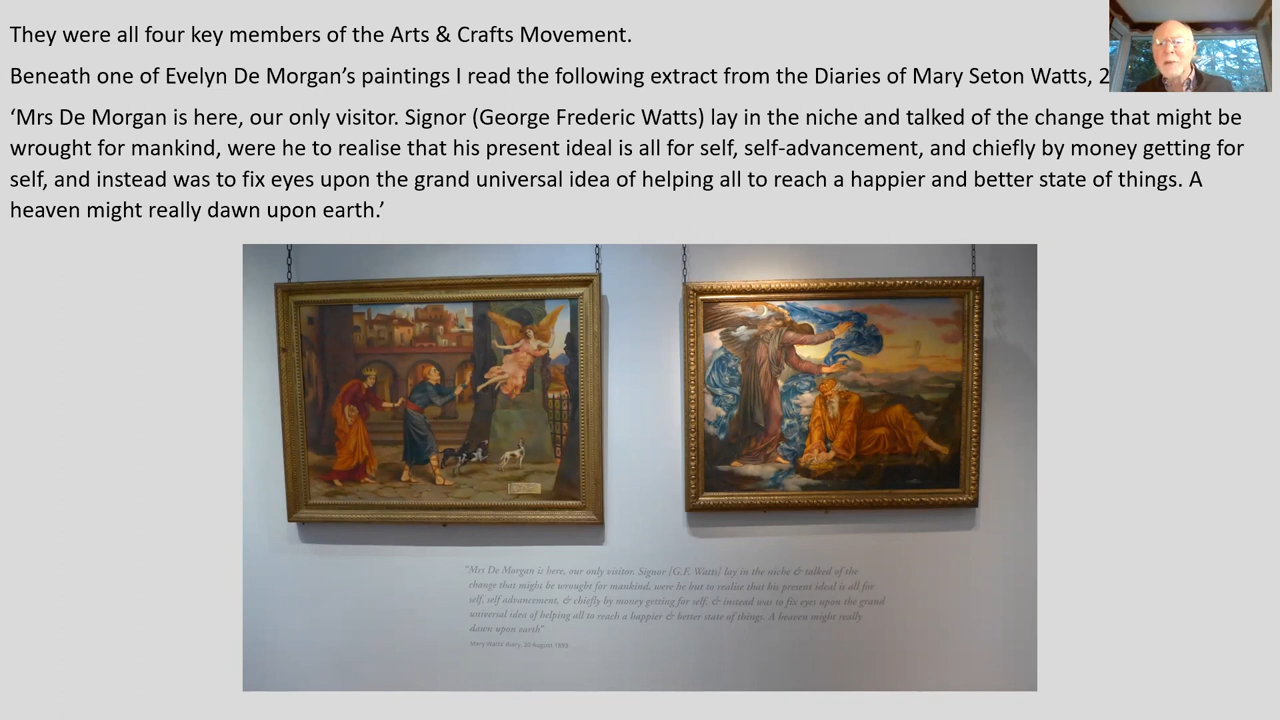 They were all four key members of the Arts & Crafts Movement.
Beneath one of Evelyn De Morgan’s paintings I read the following extract from the Diaries of Mary Seton Watts, 2
‘Mrs De Morgan is here, our only visitor. Signor (George Frederic Watts) lay in the niche and talked of the change that might be
wrought for mankind, were he to realise that his present ideal is all for self, self-advancement, and chiefly by money getting for
self, and instead was to fix eyes upon the grand universal idea of helping all to reach a happier and better state of things. A
heaven might really dawn upon earth.’
"Mrs De Morgan is here, our only visitor. Signor [G.F. Watts] lay in the niche & talked of the
change that might be wrought for mankind, were he but to realise that his present ideal is all for
self, self advancement, & chiefly by money getting for self, & instead was to fix eyes upon the grand
universal idea of helping all to reach a happier & better state of things. A heaven might really
dawn upon earth"
Mary Watts' diary, 20 August 1893